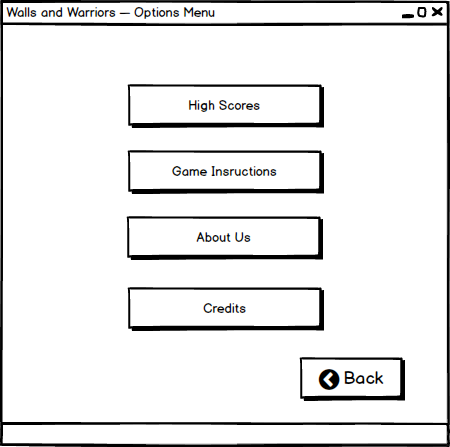 Walls and Warriors — Options Menu
High Scores
Game Insructions
About Us
Credits
Back